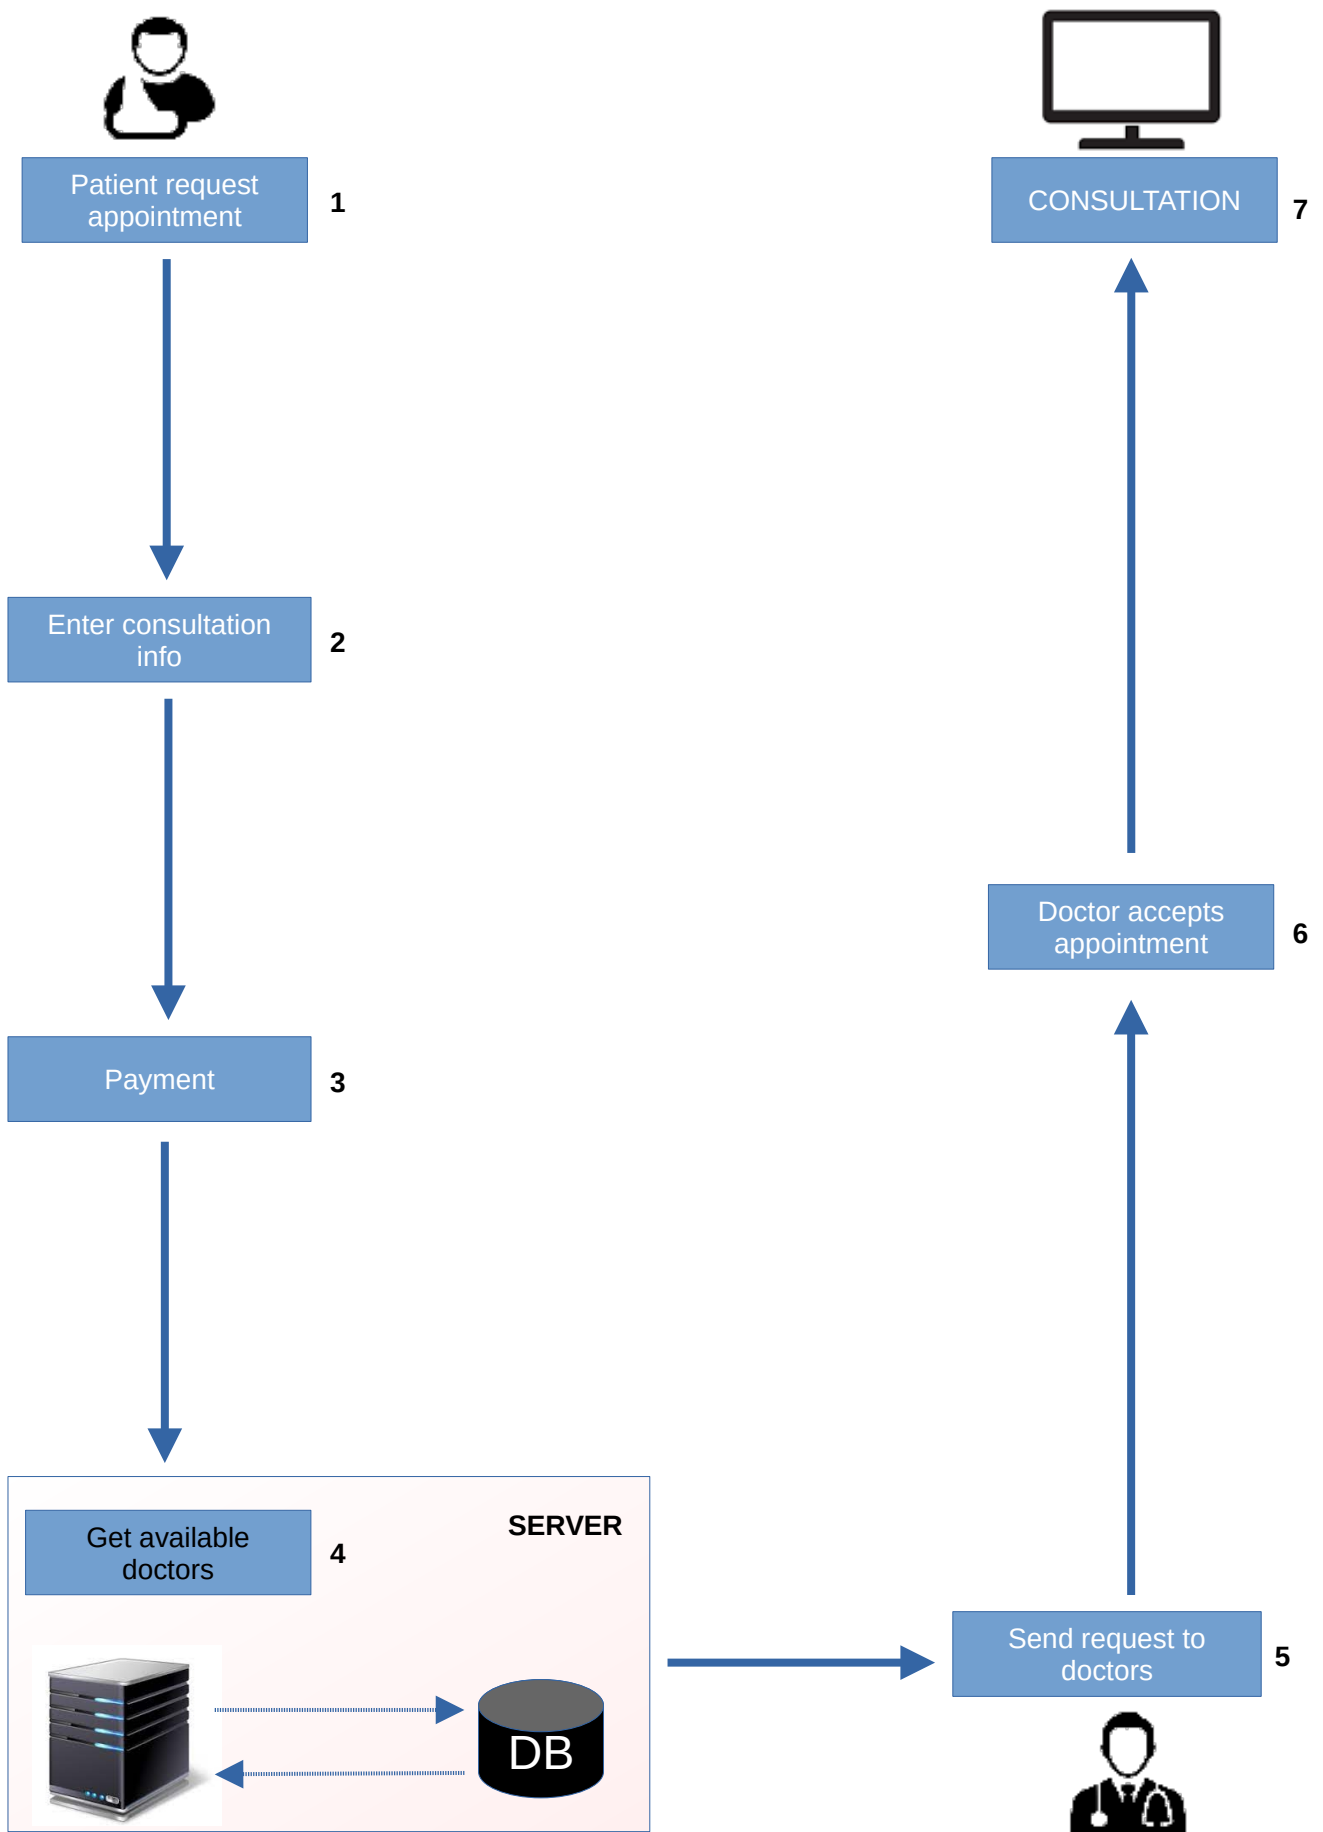 Patient request
appointment
1
Enter consultation
info
2
Payment
3
Get available
doctors
4
SERVER
DB
Send request to
doctors
5
Doctor accepts
appointment
6
CONSULTATION
7